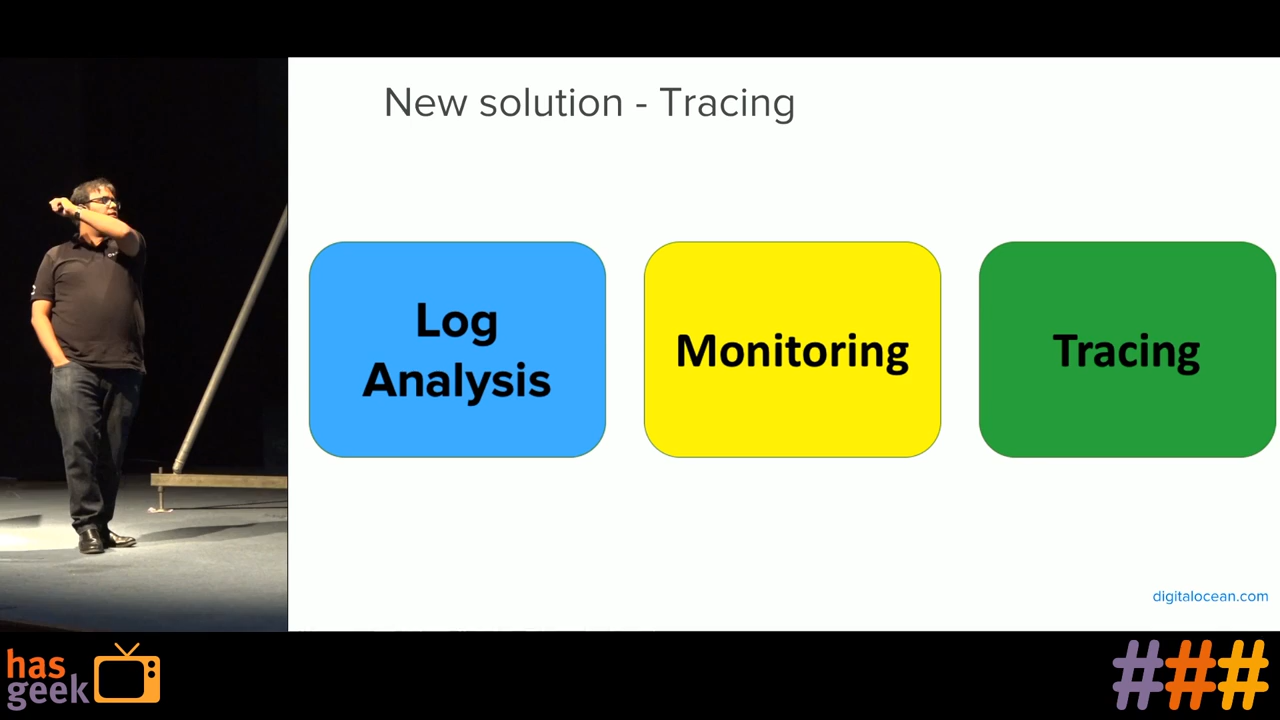 New solution - Tracing
Log
Analysis
Monitoring
Tracing
digitalocean.com
has
geek
###